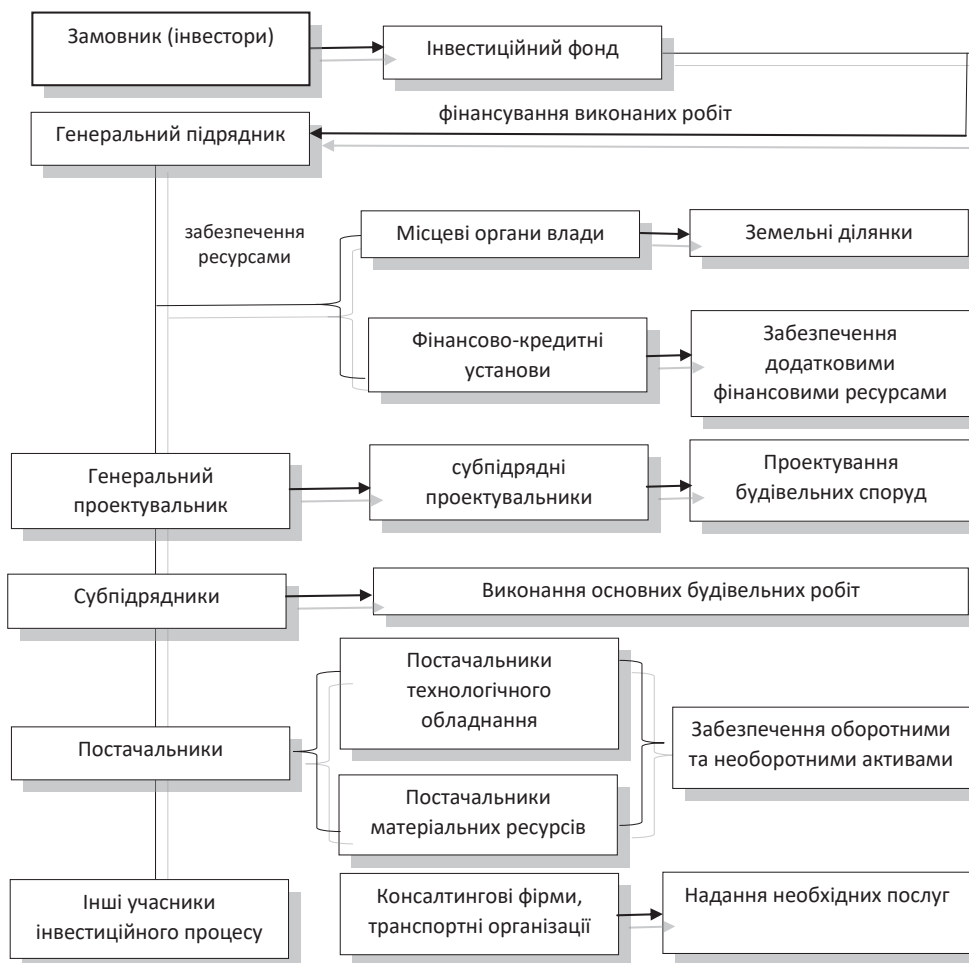 Замовник (інвестори)
Інвестиційний фонд
фінансування виконаних робіт
Генеральний підрядник
забезпечення
ресурсами
Місцеві органи влади
Земельні ділянки
Фінансово-кредитні
установи
Забезпечення
додатковими
фінансовими ресурсами
Генеральний
проектувальник
субпідрядні
проектувальники
Проектування
будівельних споруд
Субпідрядники
Виконання основних будівельних робіт
Постачальники
технологічного
обладнання
Постачальники
Забезпечення оборотними
та необоротними активами
Постачальники
матеріальних ресурсів
Інші учасники
інвестиційного процесу
Консалтингові фірми,
транспортні організації
Надання необхідних послуг